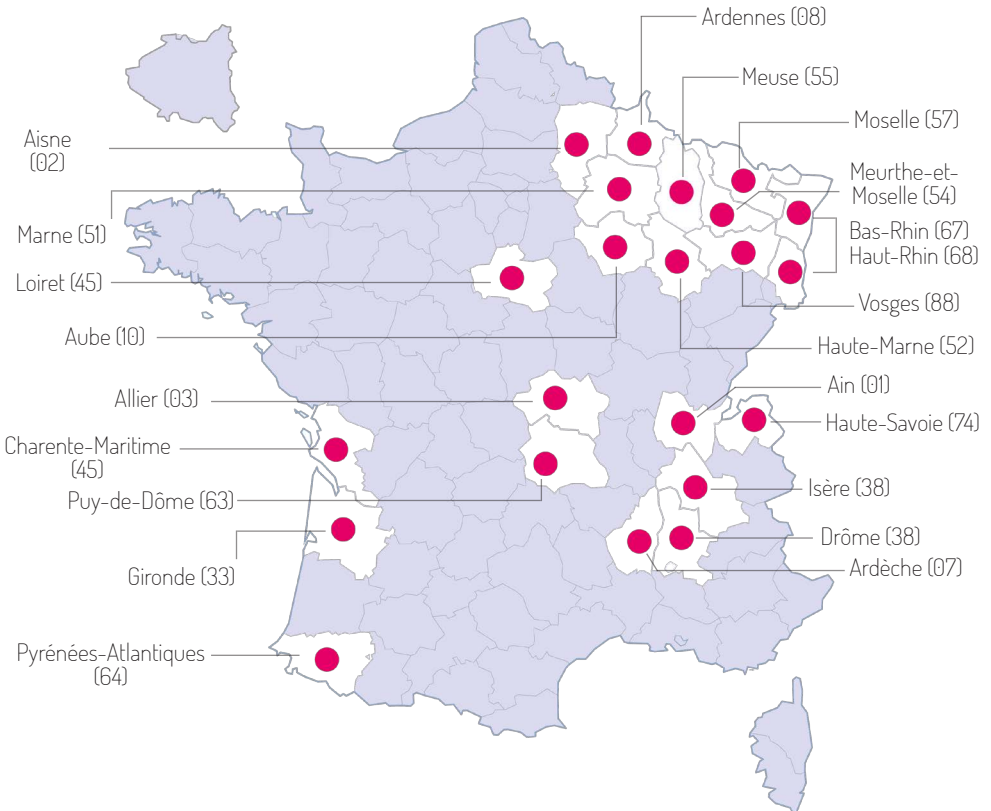 Ardennes (08)
Meuse (55)
Moselle (57)
Aisne
(02)
Meurthe-et-
Moselle (54)
Marne (51)
Bas-Rhin (67)
Haut-Rhin (68)
Loiret (45)
Vosges (88)
Aube (10)
Haute-Marne (52)
Allier (03)
Ain (01)
Haute-Savoie (74)
Charente-Maritime
(45)
Puy-de-Dôme (63)
Isère (38)
Drôme (38)
Gironde (33)
Ardèche (07)
Pyrénées-Atlantiques
(64)